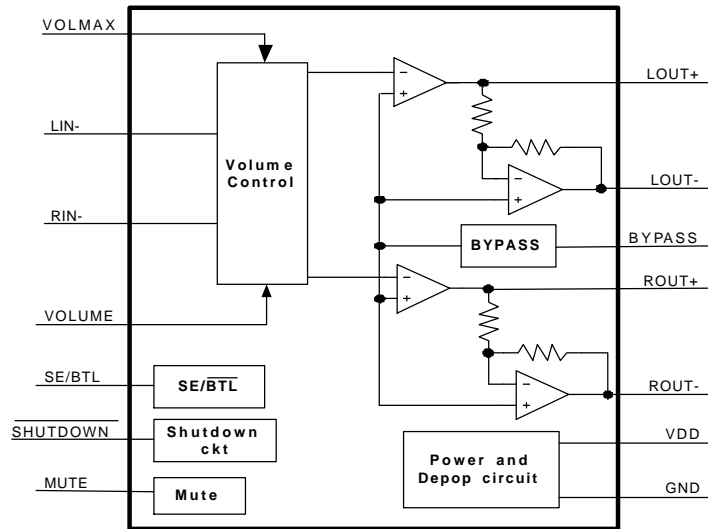 VOLMAX
LOUT+
LIN-
Volume
Control
LOUT-
RIN-
BYPASS
BYPASS
ROUT+
VOLUME
SE/BTL
SE/BTL
ROUT-
SHUTDOWN
Shutdown
ckt
VDD
Power and
Depop circuit
MUTE
Mute
GND